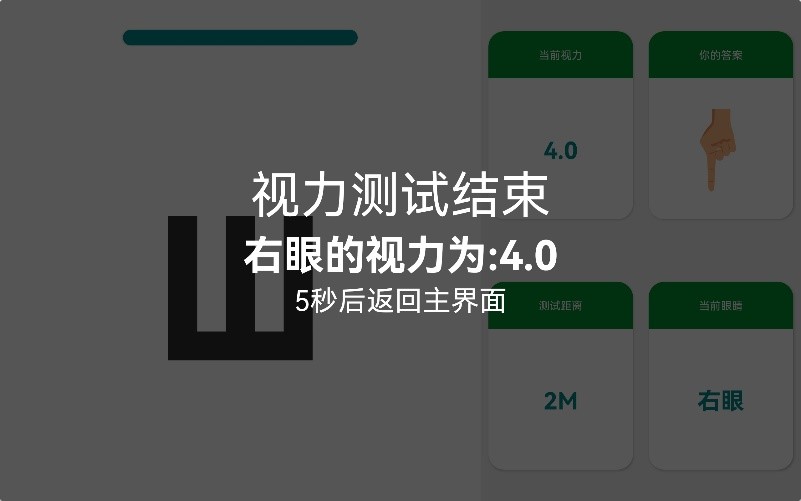 当前视力
你的答案
4.0
视力测试结束
右眼的视力为:4.0
5秒后返回主界面
测试距离
当前眼睛
2M
右眼